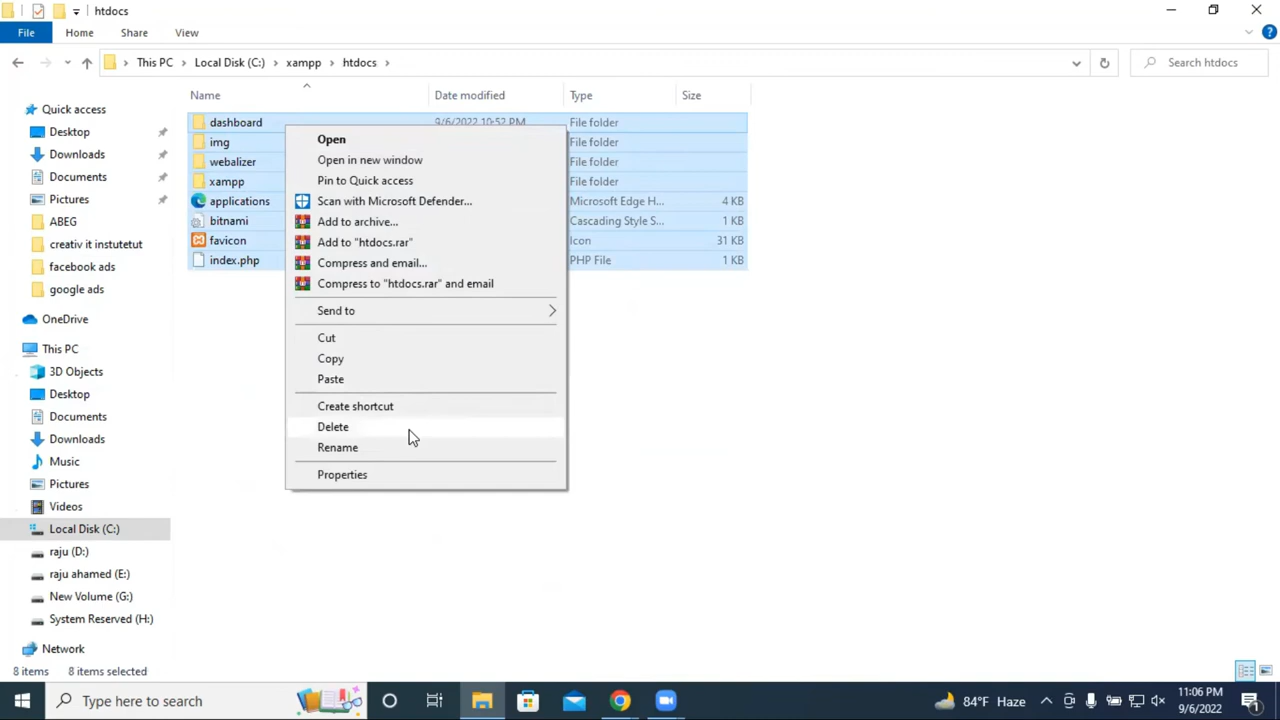 htdocs
File Home Share View
This PC Local Disk (C:) xampp htdocs Search htdocs
Name Date modified Type Size
Quick access
Desktop
Downloads
Documents
Pictures
ABEG
creativ it instutetut
facebook ads
google ads
OneDrive
This PC
3D Objects
Desktop
Documents
Downloads
Music
Pictures
Videos
Local Disk (C:)
raju (D:)
raju ahamed (E:)
New Volume (G:)
System Reserved (H:)
Network
dashboard 9/6/2022 10:52 PM File folder
img File folder
webalizer File folder
xampp File folder
applications Microsoft Edge H... 4 KB
bitnami Cascading Style S... 1 KB
favicon Icon 31 KB
index.php PHP File 1 KB
Open
Open in new window
Pin to Quick access
Scan with Microsoft Defender...
Add to archive...
Add to "htdocs.rar"
Compress and email...
Compress to "htdocs.rar" and email
Send to
Cut
Copy
Paste
Create shortcut
Delete
Rename
Properties
8 items 8 items selected
Type here to search
84°F Haze
11:06 PM
9/6/2022
1